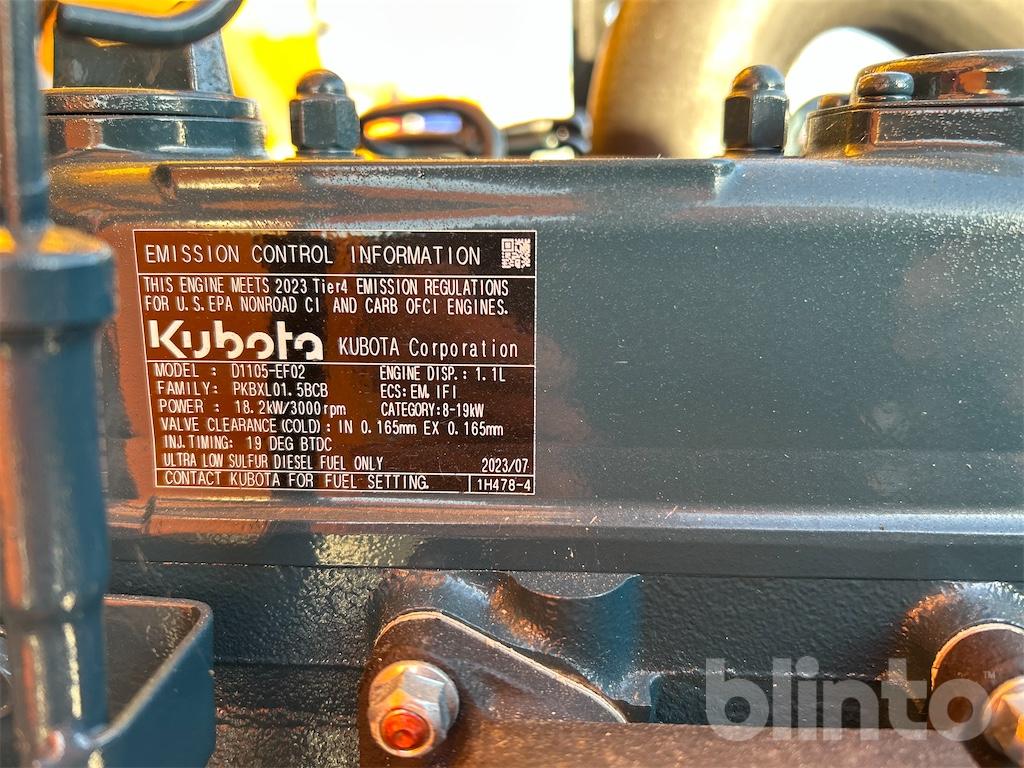 EMISSION CONTROL INFORMATION
THIS ENGINE MEETS 2023 Tier4 EMISSION REGULATIONS
FOR U.S.EPA NONROAD CI AND CARB OFCI ENGINES.
Kubota KUBOTA Corporation
MODEL : D1105-EF02 ENGINE DISP.: 1.1L
FAMILY: PKBXL01.5BCB ECS:EM,IFI
POWER : 18.2kW/3000rpm CATEGORY:8-19kW
VALVE CLEARANCE(COLD): IN 0.165mm EX 0.165mm
INJ.TIMING: 19 DEG BTDC
ULTRA LOW SULFUR DIESEL FUEL ONLY 2023/07
CONTACT KUBOTA FOR FUEL SETTING. 1H478-4
blinto™